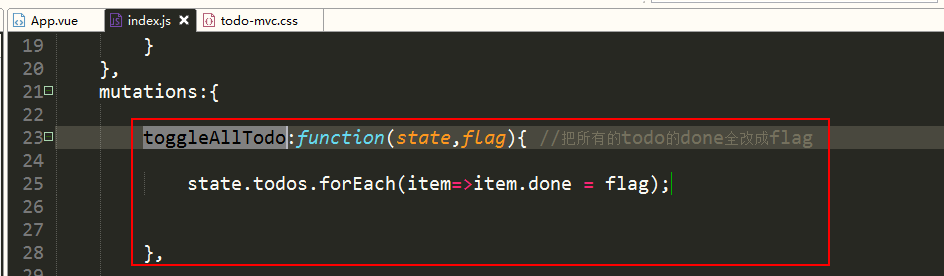 App.vue index.js todo-mvc.css
19 }
20 },
21 mutations:{
22
23 toggleAllTodo:function(state,flag){ //把所有的todo的done全改成flag
24
25 state.todos.forEach(item=>item.done = flag);
26
27
28 },